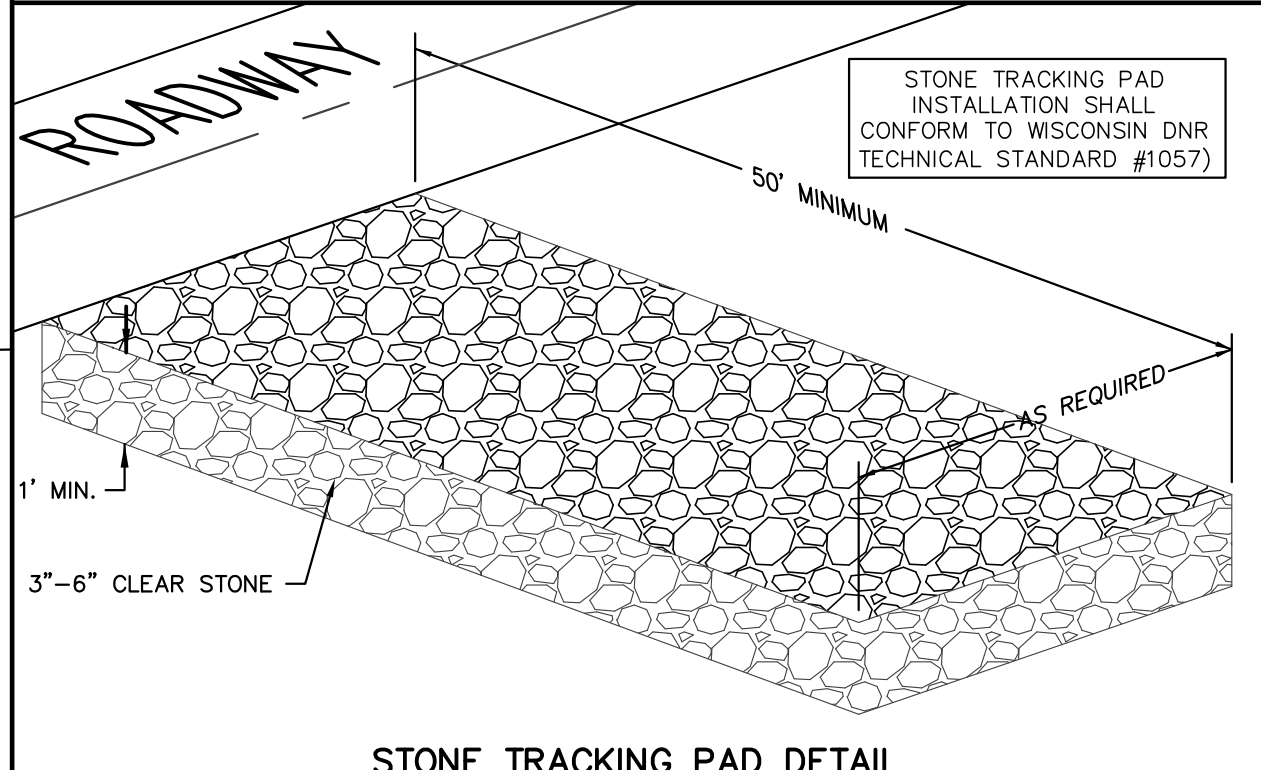 ROADWAY
STONE TRACKING PAD
INSTALLATION SHALL
CONFORM TO WISCONSIN DNR
TECHNICAL STANDARD #1057)
50' MINIMUM
AS REQUIRED
1' MIN.
3"–6" CLEAR STONE
STONE TRACKING PAD DETAIL